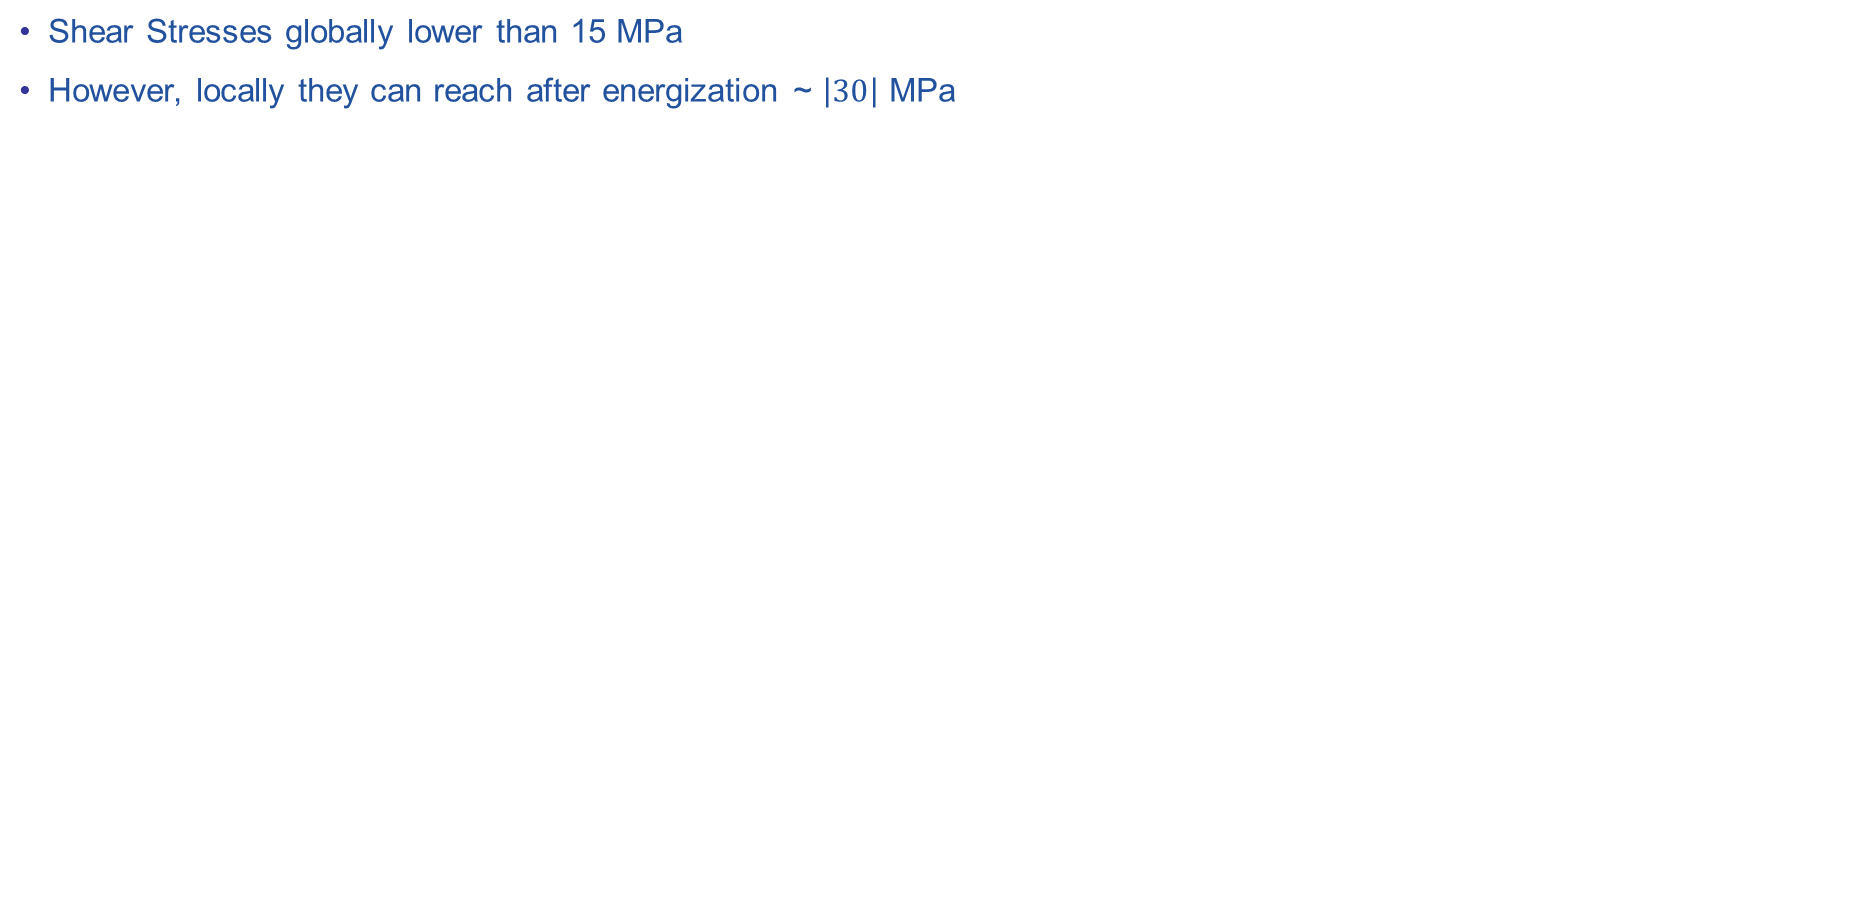 • Shear Stresses globally lower than 15 MPa
• However, locally they can reach after energization ~ |30| MPa